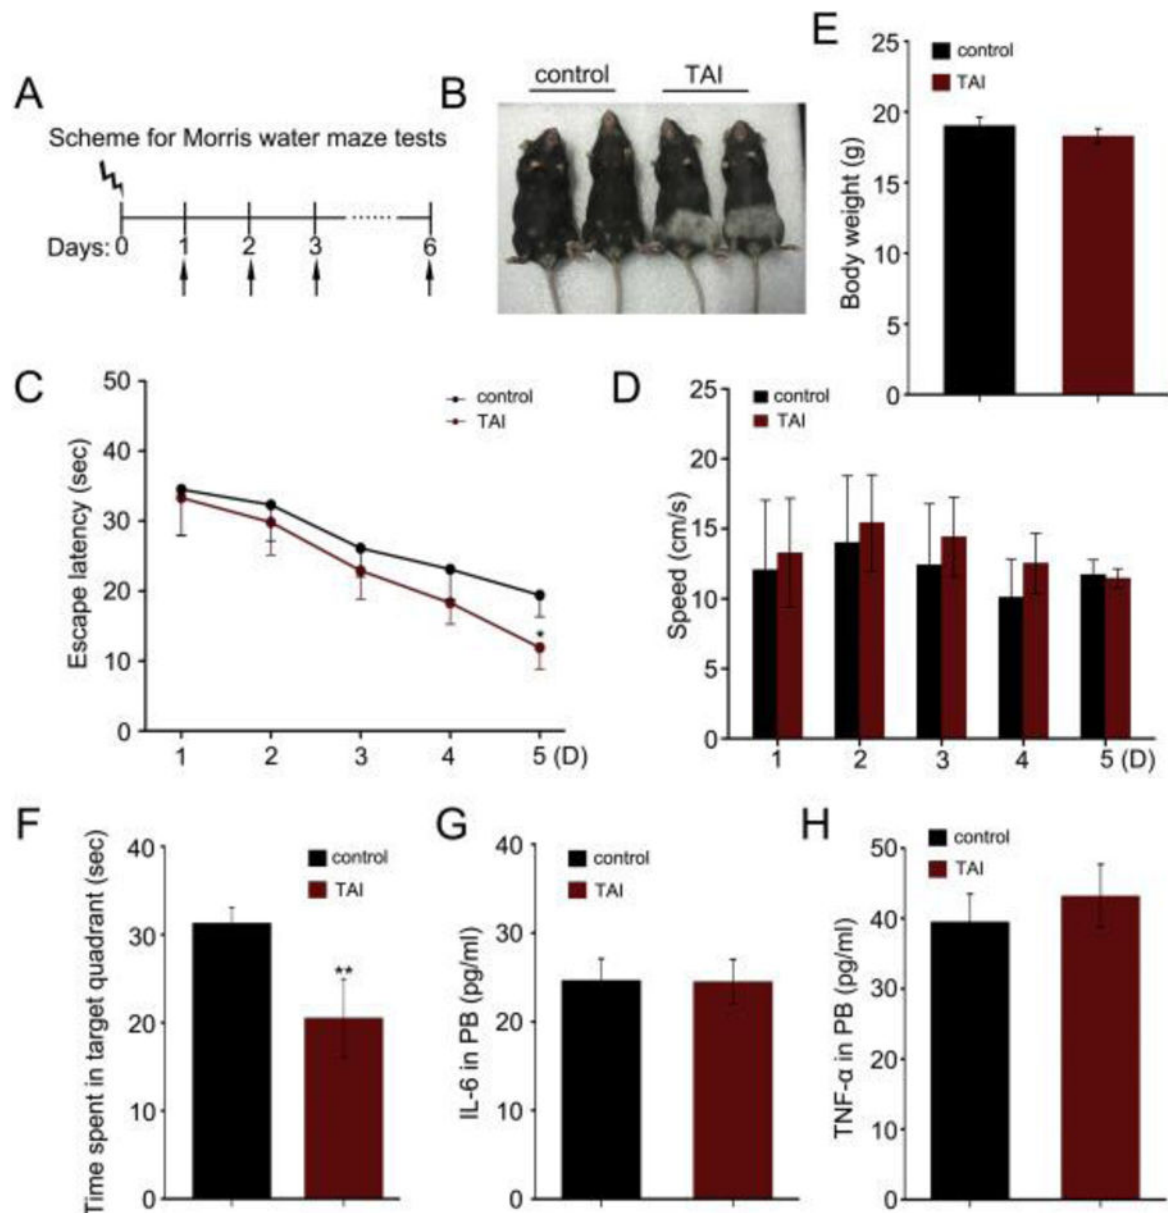 A
Scheme for Morris water maze tests
Days: 0 1 2 3 ...... 6
B
control TAI
E
25
20
15
10
5
0
Body weight (g)
control
TAI
C
50
40
30
20
10
0
Escape latency (sec)
control
TAI
*
1 2 3 4 5 (D)
D
25
20
15
10
5
0
Speed (cm/s)
control
TAI
1 2 3 4 5 (D)
F
40
30
20
10
0
Time spent in target quadrant (sec)
control
TAI
**
G
40
30
20
10
0
IL-6 in PB (pg/ml)
control
TAI
H
50
40
30
20
10
0
TNF-α in PB (pg/ml)
control
TAI